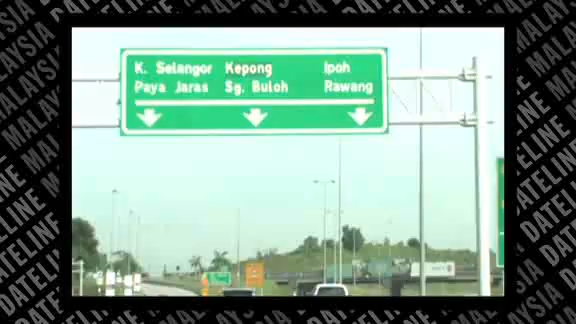 K. Selangor Kepong Ipoh
Paya Jaras Sg. Buloh Rawang
DATELINE MALAYSIA